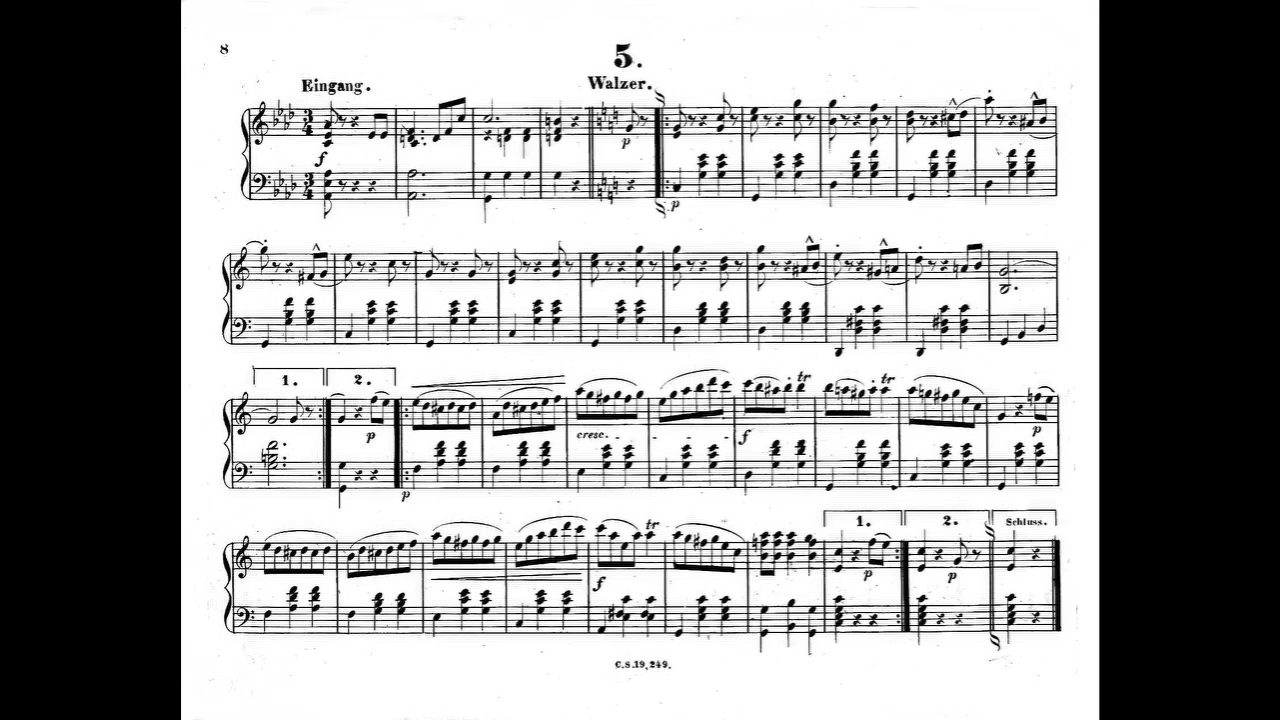 8
5.
Eingang.
Walzer.
f
p
p
1.
2.
p
p
cresc.
f
tr
tr
p
1.
2.
Schluss.
tr
f
p
p
C.S.19,249.